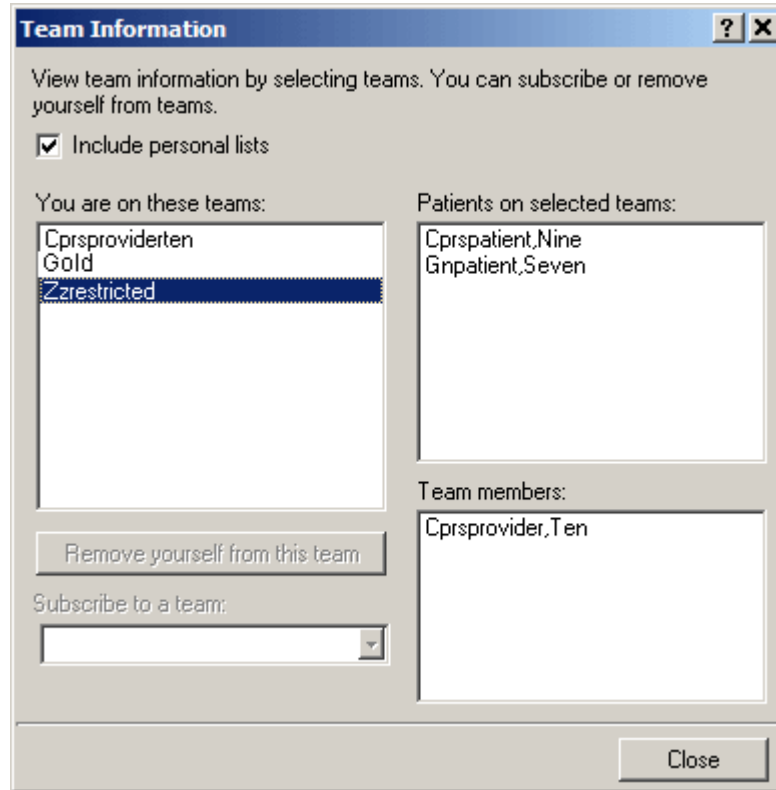 Team Information
View team information by selecting teams. You can subscribe or remove
yourself from teams.
Include personal lists
You are on these teams:
Cprsproviderten
Gold
Zzrestricted
Remove yourself from this team
Subscribe to a team:
Patients on selected teams:
Cprspatient,Nine
Gnpatient,Seven
Team members:
Cprsprovider,Ten
Close